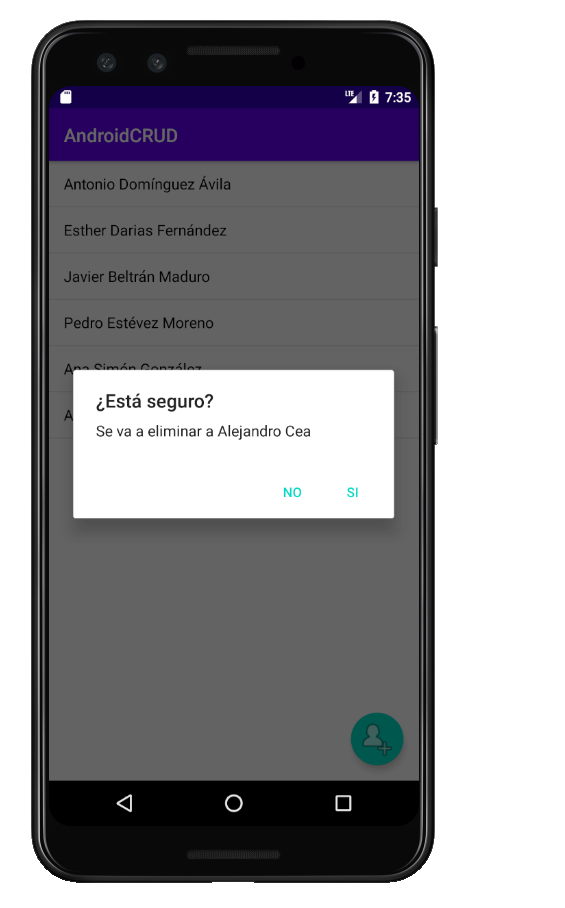 LTE 7:35
AndroidCRUD
Antonio Domínguez Ávila
Esther Darias Fernández
Javier Beltrán Maduro
Pedro Estévez Moreno
Ana Simón González
A
¿Está seguro?
Se va a eliminar a Alejandro Cea
NO SI